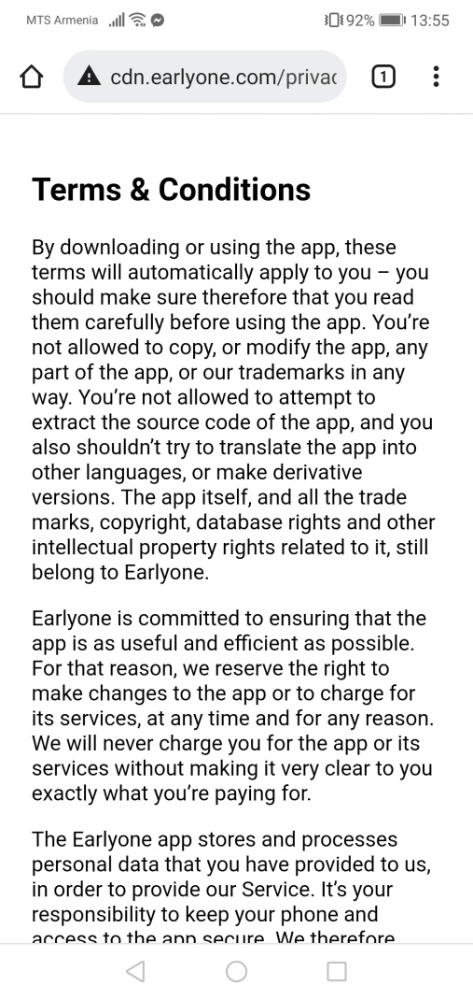 MTS Armenia 92% 13:55
cdn.earlyone.com/privac 1
Terms & Conditions
By downloading or using the app, these
terms will automatically apply to you – you
should make sure therefore that you read
them carefully before using the app. You’re
not allowed to copy, or modify the app, any
part of the app, or our trademarks in any
way. You’re not allowed to attempt to
extract the source code of the app, and you
also shouldn’t try to translate the app into
other languages, or make derivative
versions. The app itself, and all the trade
marks, copyright, database rights and other
intellectual property rights related to it, still
belong to Earlyone.
Earlyone is committed to ensuring that the
app is as useful and efficient as possible.
For that reason, we reserve the right to
make changes to the app or to charge for
its services, at any time and for any reason.
We will never charge you for the app or its
services without making it very clear to you
exactly what you’re paying for.
The Earlyone app stores and processes
personal data that you have provided to us,
in order to provide our Service. It’s your
responsibility to keep your phone and
access to the app secure. We therefore